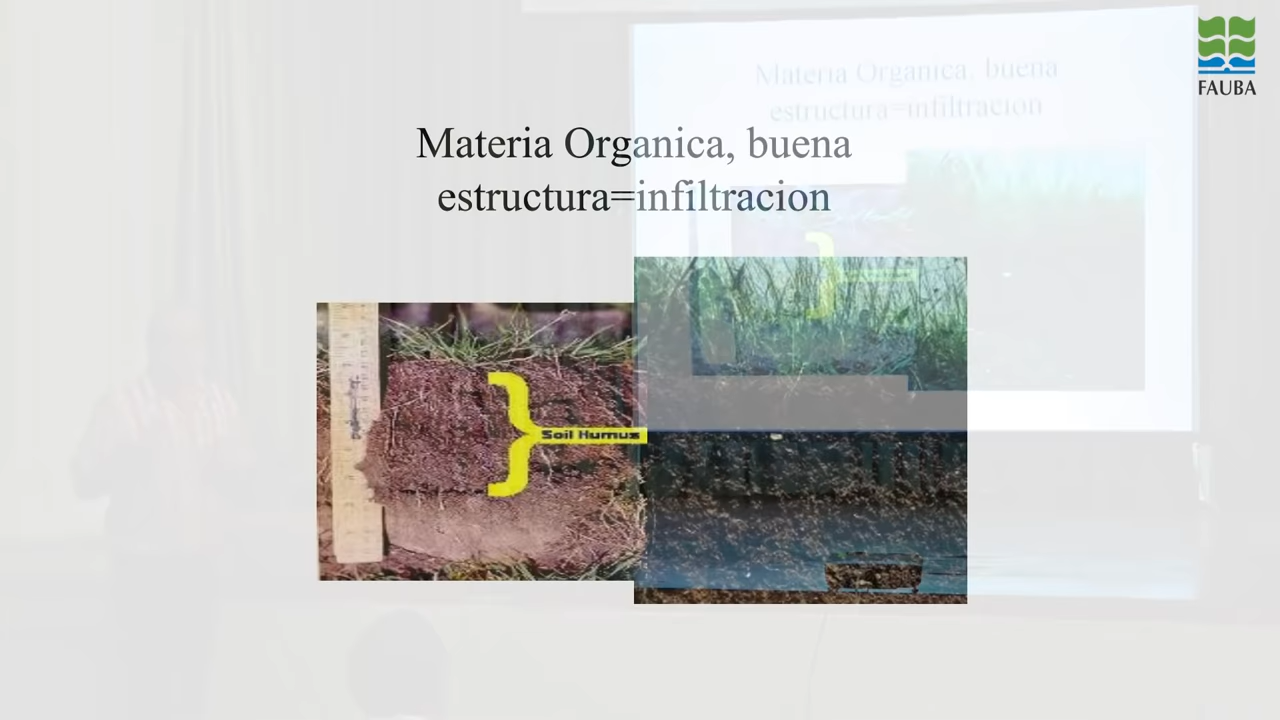 Materia Organica, buena
estructura=infiltracion
Soil Humus
Materia Organica, buena
estructura=infiltracion
FAUBA